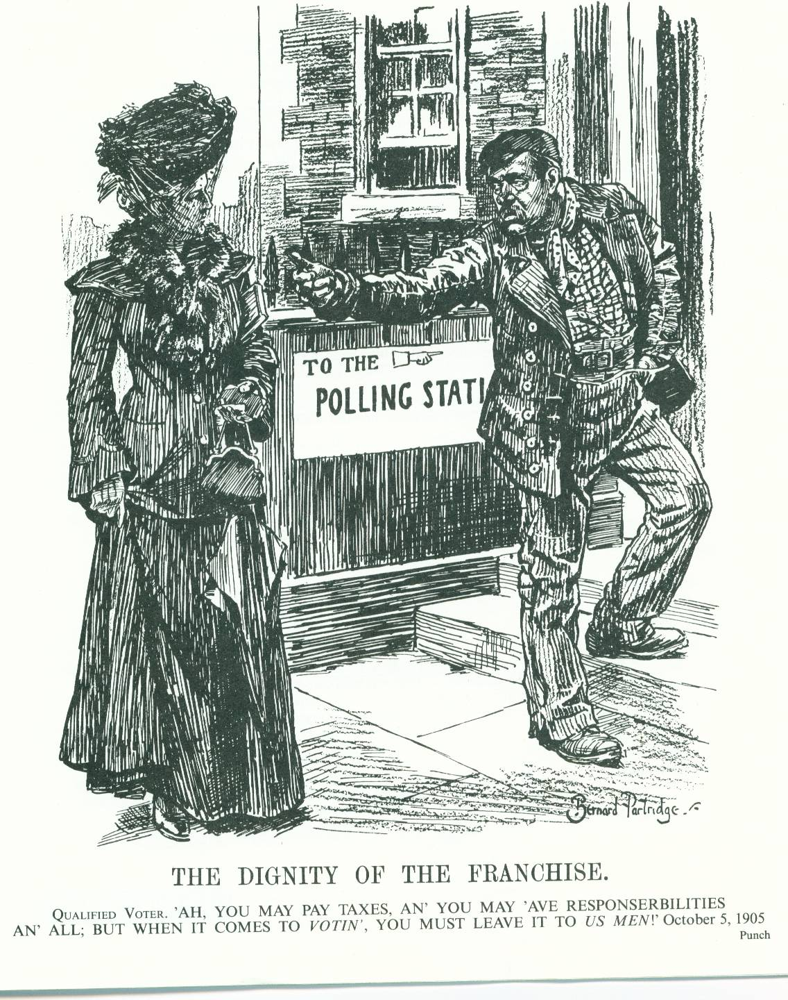 TO THE
POLLING STATI
Bernard Partridge
THE DIGNITY OF THE FRANCHISE.
QUALIFIED VOTER. 'AH, YOU MAY PAY TAXES, AN' YOU MAY 'AVE RESPONSERBILITIES
AN' ALL; BUT WHEN IT COMES TO VOTIN', YOU MUST LEAVE IT TO US MEN!' October 5, 1905
Punch